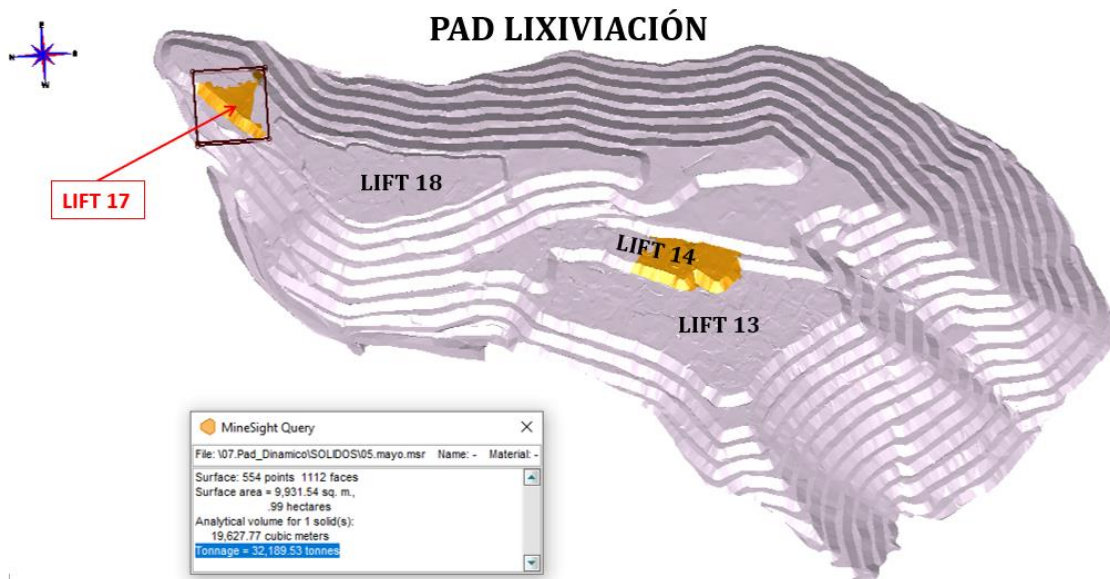 PAD LIXIVIACIÓN
N
S
W
LIFT 17
LIFT 18
LIFT 14
LIFT 13
MineSight Query
File: \07.Pad_Dinamico\SOLIDOS\05.mayo.msr Name: - Material: -
Surface: 554 points 1112 faces
Surface area = 9,931.54 sq. m.,
.99 hectares
Analytical volume for 1 solid(s):
19,627.77 cubic meters
Tonnage = 32,189.53 tonnes